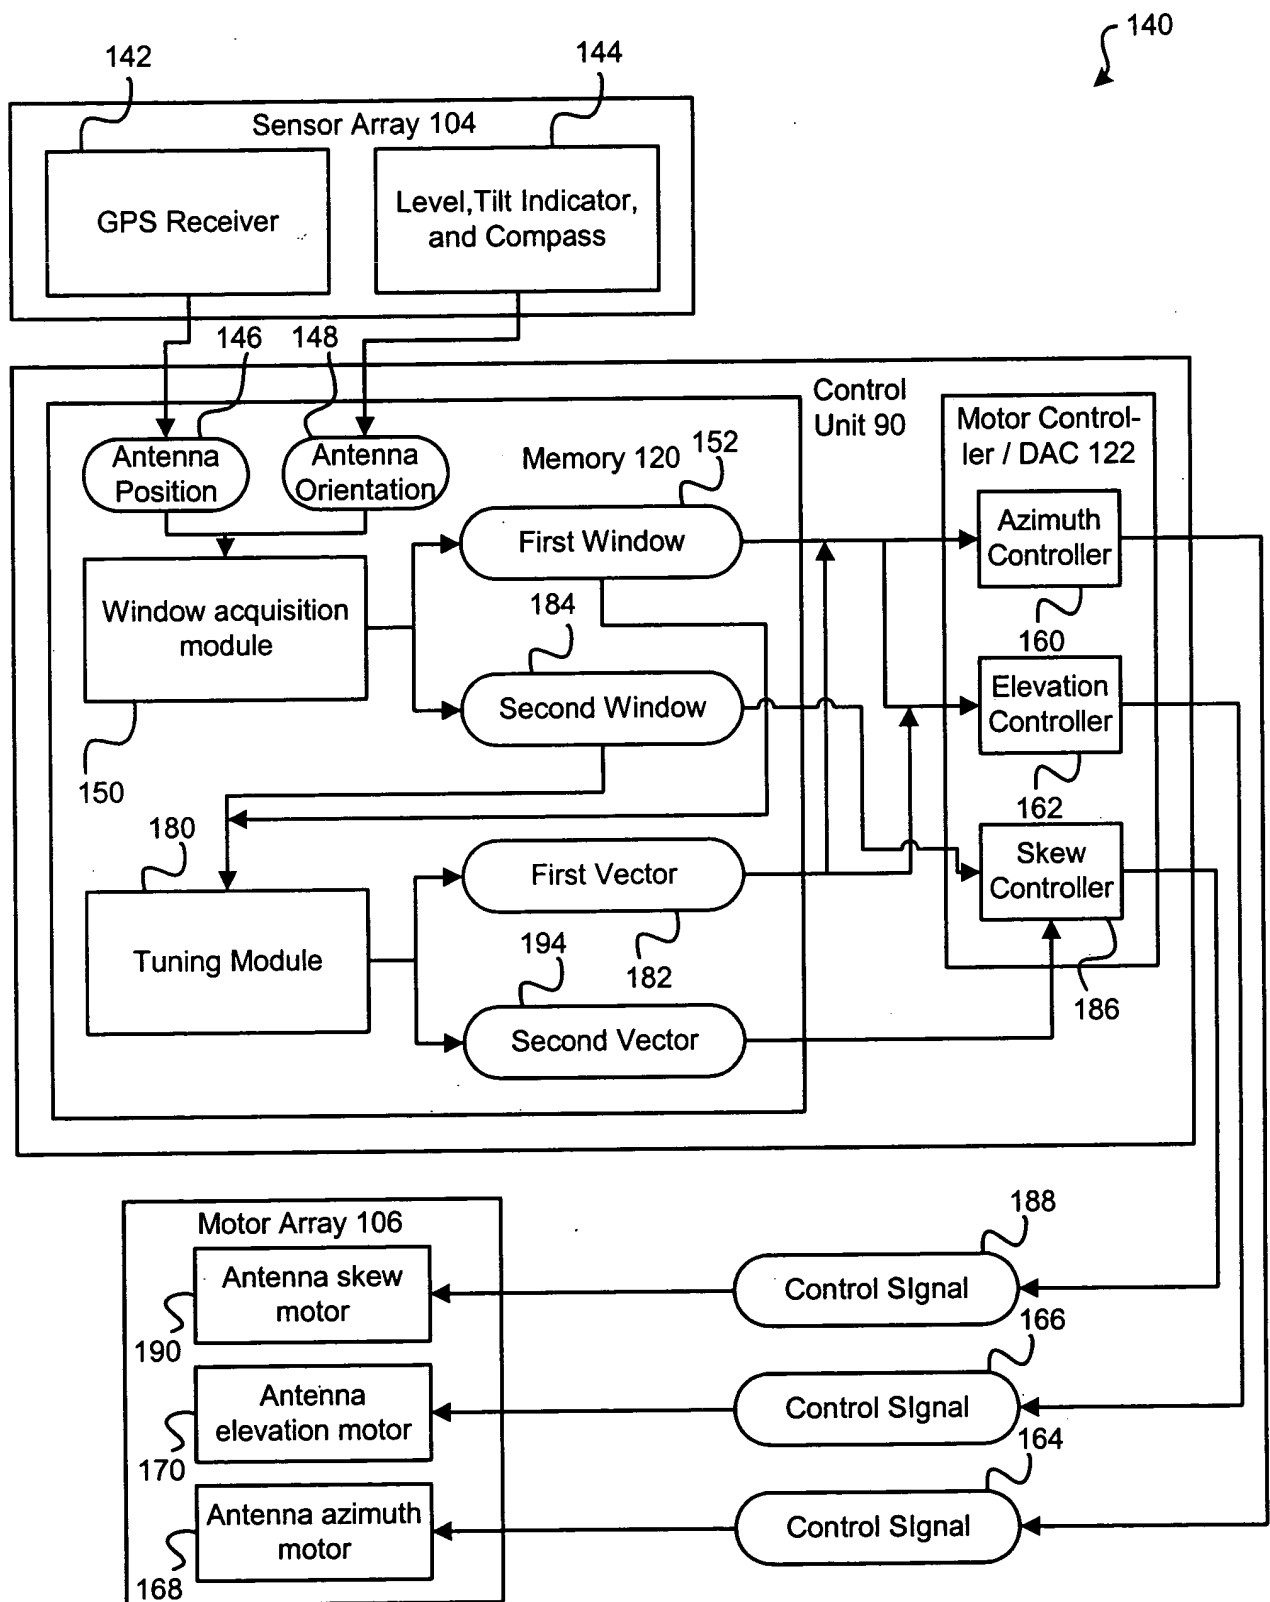 140
142
144
Sensor Array 104
GPS Receiver
Level,Tilt Indicator,
and Compass
146
148
Control
Unit 90
Motor Control-
ler / DAC 122
Antenna
Position
Antenna
Orientation
Memory 120
152
First Window
Azimuth
Controller
Window acquisition
module
184
160
Second Window
Elevation
Controller
150
162
180
First Vector
Skew
Controller
Tuning Module
194
182
186
Second Vector
188
Motor Array 106
Antenna skew
motor
Control SIgnal
190
166
Antenna
elevation motor
Control SIgnal
170
164
Antenna azimuth
motor
Control SIgnal
168